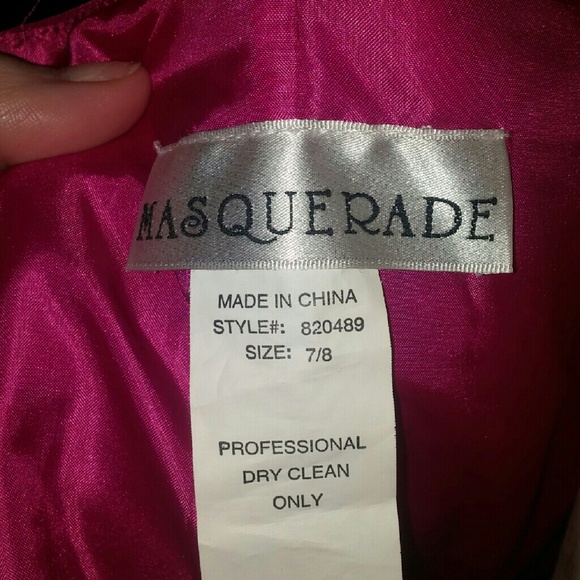 MASQUERADE
MADE IN CHINA
STYLE#: 820489
SIZE: 7/8
PROFESSIONAL
DRY CLEAN
ONLY